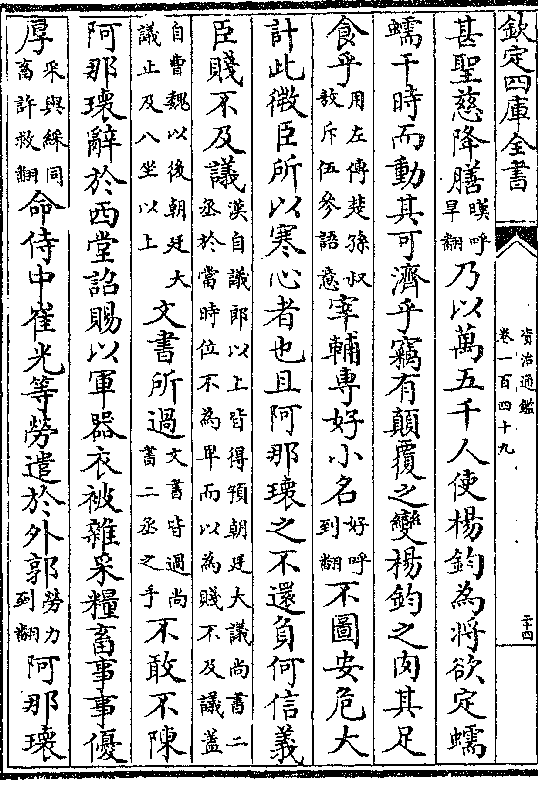 欽定四庫全書
資治通鑑
卷一百四十九
二十四
甚聖慈降膳暵呼旱翻乃以萬五千人使楊鈞為將欲定蠕
蠕干時而動其可濟乎竊有顛覆之變楊鈞之肉其足
食乎用左傳楚孫叔敖斥伍參語意宰輔專好小名好呼到翻不圖安危大
計此微臣所以寒心者也且阿那瓌之不還負何信義
臣賤不及議漢自議郎以上皆得預朝廷大議尚書二丞於當時位不為卑而以為賤不及議蓋
自曹魏以後朝廷大議止及八坐以上文書所過文書皆過尚書二丞之手不敢不陳
阿那瓌辭於西堂詔賜以軍器衣被雜采糧畜事事優
厚采與綵同畜許救翻命侍中崔光等勞遣於外郭勞力到翻阿那瓌